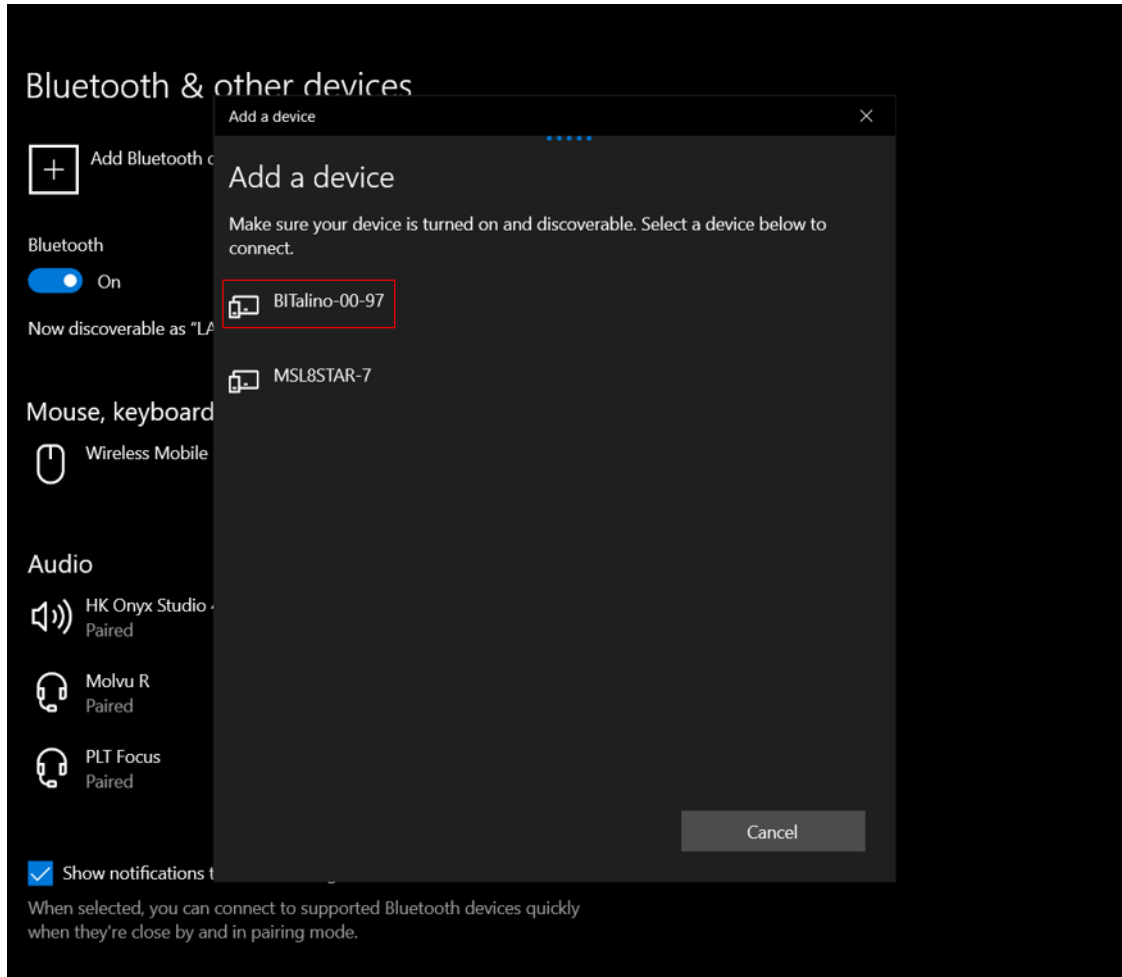 Bluetooth & other devices
Add a device
Add Bluetooth
Add a device
Make sure your device is turned on and discoverable. Select a device below to
connect.
Bluetooth
On
BITalino-00-97
Now discoverable as "LA
MSL8STAR-7
Mouse, keyboard
Wireless Mobile
Audio
HK Onyx Studio
Paired
Molvu R
Paired
PLT Focus
Paired
Cancel
Show notifications t
When selected, you can connect to supported Bluetooth devices quickly
when they're close by and in pairing mode.